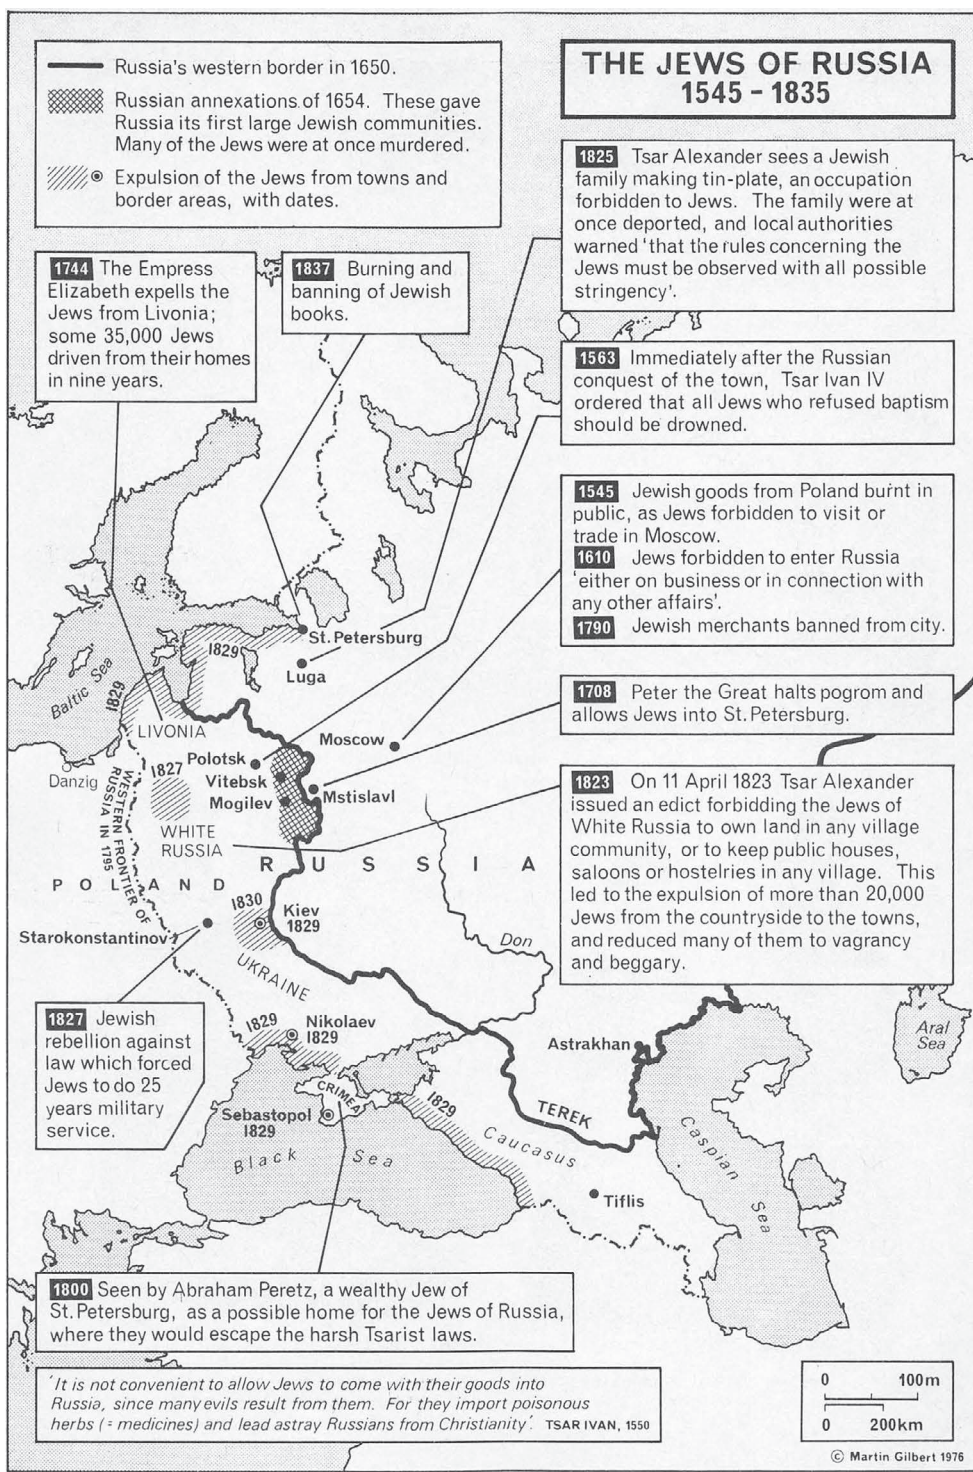 THE JEWS OF RUSSIA
1545 - 1835
Russia's western border in 1650.
Russian annexations of 1654. These gave
Russia its first large Jewish communities.
Many of the Jews were at once murdered.
Expulsion of the Jews from towns and
border areas, with dates.
1825 Tsar Alexander sees a Jewish
family making tin-plate, an occupation
forbidden to Jews. The family were at
once deported, and local authorities
warned 'that the rules concerning the
Jews must be observed with all possible
stringency'.
1744 The Empress
Elizabeth expells the
Jews from Livonia;
some 35,000 Jews
driven from their homes
in nine years.
1837 Burning and
banning of Jewish
books.
1563 Immediately after the Russian
conquest of the town, Tsar Ivan IV
ordered that all Jews who refused baptism
should be drowned.
1545 Jewish goods from Poland burnt in
public, as Jews forbidden to visit or
trade in Moscow.
1610 Jews forbidden to enter Russia
'either on business or in connection with
any other affairs'.
1790 Jewish merchants banned from city.
1708 Peter the Great halts pogrom and
allows Jews into St. Petersburg.
1823 On 11 April 1823 Tsar Alexander
issued an edict forbidding the Jews of
White Russia to own land in any village
community, or to keep public houses,
saloons or hostelries in any village. This
led to the expulsion of more than 20,000
Jews from the countryside to the towns,
and reduced many of them to vagrancy
and beggary.
St. Petersburg
1829
Luga
Baltic Sea
1829
LIVONIA
Moscow
Polotsk
Danzig
1827
Vitebsk
Mogilev
Mstislavl
WESTERN FRONTIER OF
RUSSIA IN 1795
WHITE
RUSSIA
RUSSIA
POLAND
1830
Kiev
1829
Starokonstantinov
Don
UKRAINE
1827 Jewish
rebellion against
law which forced
Jews to do 25
years military
service.
1829
Nikolaev
1829
Astrakhan
Aral
Sea
CRIMEA
Sebastopol
1829
1829
TEREK
Caucasus
Caspian Sea
Black Sea
Tiflis
1800 Seen by Abraham Peretz, a wealthy Jew of
St. Petersburg, as a possible home for the Jews of Russia,
where they would escape the harsh Tsarist laws.
'It is not convenient to allow Jews to come with their goods into
Russia, since many evils result from them. For they import poisonous
herbs (= medicines) and lead astray Russians from Christianity'. TSAR IVAN, 1550
0 100m
0 200km
© Martin Gilbert 1976